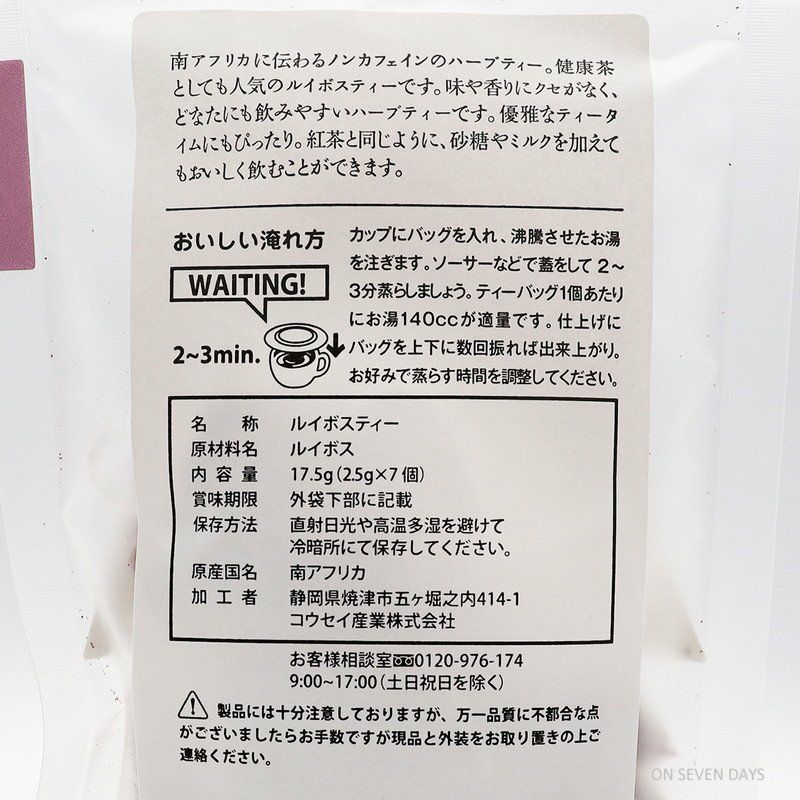 南アフリカに伝わるノンカフェインのハーブティー。健康茶
としても人気のルイボスティーです。味や香りにクセがなく、
どなたにも飲みやすいハーブティーです。優雅なティータ
イムにもぴったり。紅茶と同じように、砂糖やミルクを加えて
もおいしく飲むことができます。
おいしい淹れ方
WAITING!
2~3min.
カップにバッグを入れ、沸騰させたお湯
を注ぎます。ソーサーなどで蓋をして 2〜
3分蒸らしましょう。ティーバッグ1個あたり
にお湯140ccが適量です。仕上げに
バッグを上下に数回振れば出来上がり。
お好みで蒸らす時間を調整してください。
名称 ルイボスティー
原材料名 ルイボス
内容量 17.5g(2.5g×7個)
賞味期限 外袋下部に記載
保存方法 直射日光や高温多湿を避けて
冷暗所にて保存してください。
原産国名 南アフリカ
加工者 静岡県焼津市五ヶ堀之内414-1
コウセイ産業株式会社
お客様相談室 0120-976-174
9:00~17:00(土日祝日を除く)
製品には十分注意しておりますが、万一品質に不都合な点
がございましたらお手数ですが現品と外装をお取り置きの上ご
連絡ください。
ON SEVEN DAYS